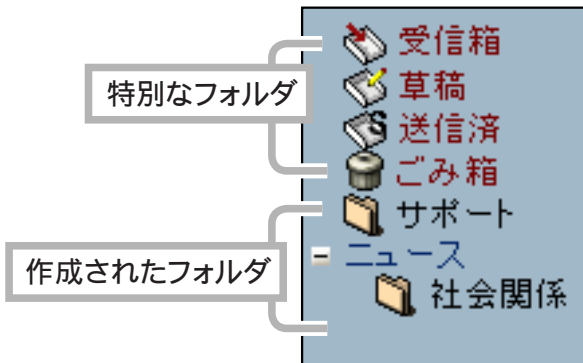 受信箱
草稿
送信済
ごみ箱
サポート
ニュース
社会関係
特別なフォルダ
作成されたフォルダ